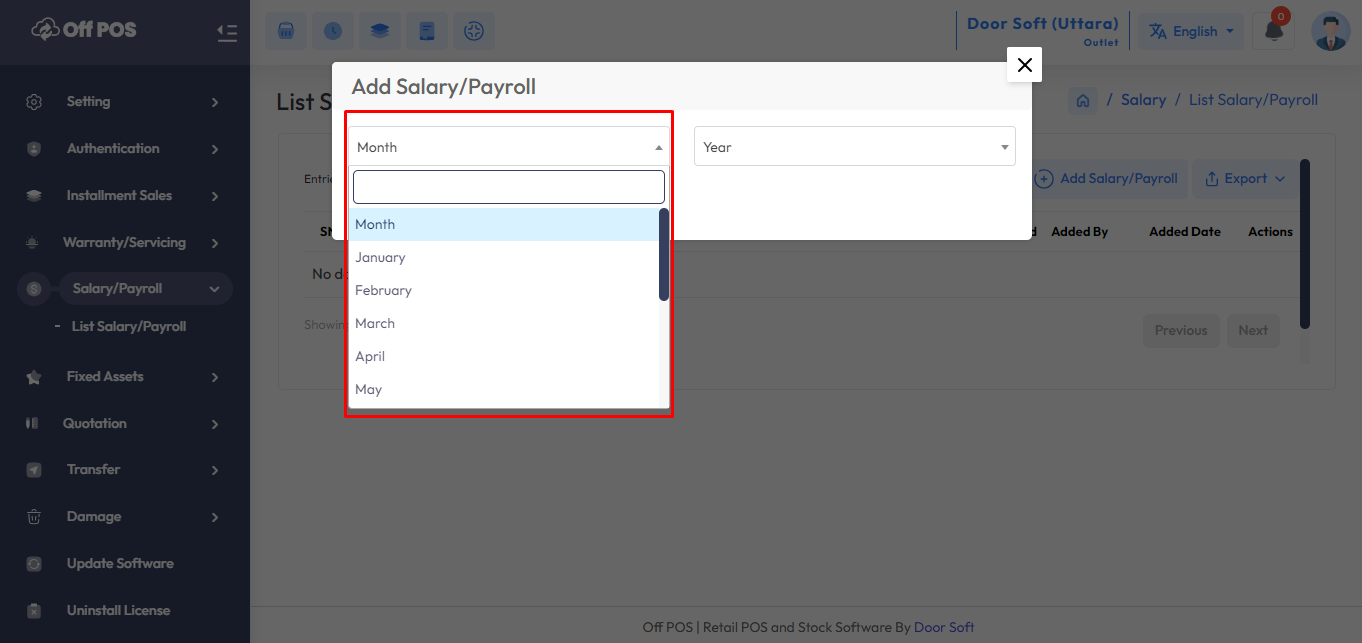 Off POS
Door Soft (Uttara)
Outlet
English
0
Setting
Authentication
Installment Sales
Warranty/Servicing
Salary/Payroll
- List Salary/Payroll
Fixed Assets
Quotation
Transfer
Damage
Update Software
Uninstall License
List S
/ Salary / List Salary/Payroll
Add Salary/Payroll
Month
Year
Month
January
February
March
April
May
Entrie
Add Salary/Payroll
Export
SN
Added By
Added Date
Actions
No d
Showin
Previous
Next
Off POS | Retail POS and Stock Software By Door Soft